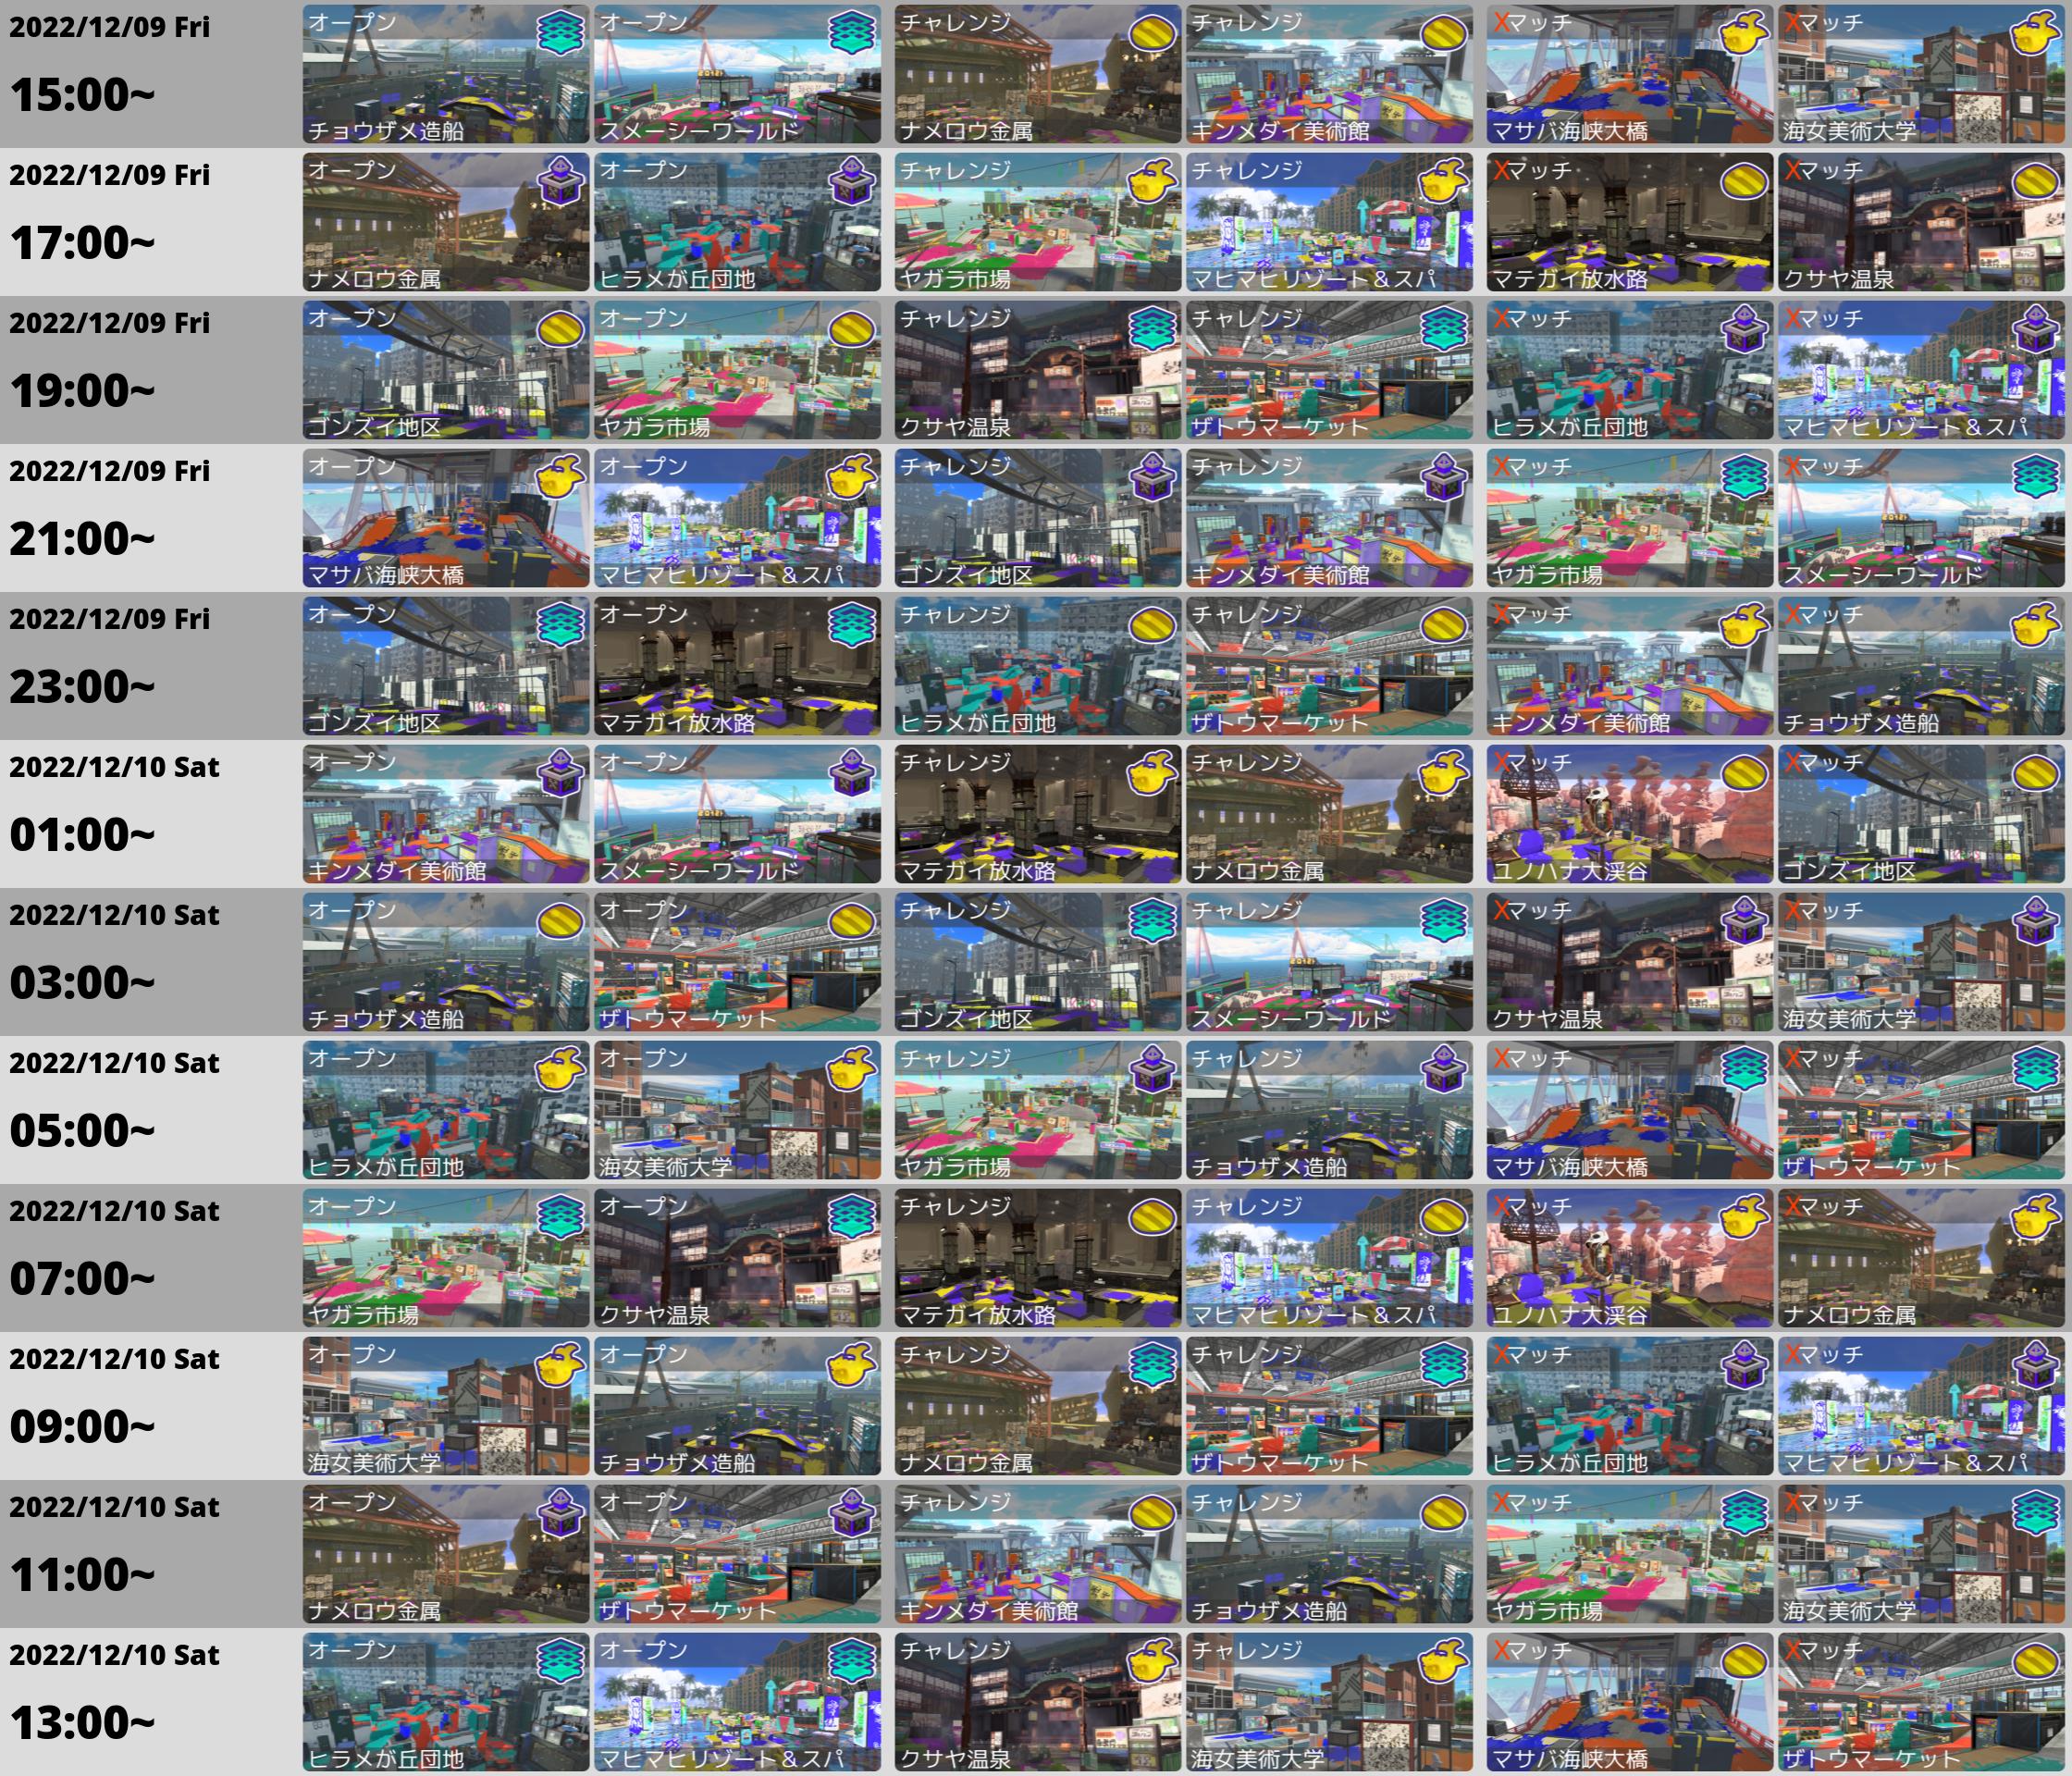 2022/12/09 Fri
15:00~
オープン オープン チャレンジ チャレンジ Xマッチ Xマッチ
チョウザメ造船 スメーシーワールド ナメロウ金属 キンメダイ美術館 マサバ海峡大橋 海女美術大学
2022/12/09 Fri
17:00~
オープン オープン チャレンジ チャレンジ Xマッチ Xマッチ
ナメロウ金属 ヒラメが丘団地 ヤガラ市場 マヒマヒリゾート&スパ マテガイ放水路 クサヤ温泉
2022/12/09 Fri
19:00~
オープン オープン チャレンジ チャレンジ Xマッチ Xマッチ
ゴンズイ地区 ヤガラ市場 クサヤ温泉 ザトウマーケット ヒラメが丘団地 マヒマヒリゾート&スパ
2022/12/09 Fri
21:00~
オープン オープン チャレンジ チャレンジ Xマッチ Xマッチ
マサバ海峡大橋 マヒマヒリゾート&スパ ゴンズイ地区 キンメダイ美術館 ヤガラ市場 スメーシーワールド
2022/12/09 Fri
23:00~
オープン オープン チャレンジ チャレンジ Xマッチ Xマッチ
ゴンズイ地区 マテガイ放水路 ヒラメが丘団地 ザトウマーケット キンメダイ美術館 チョウザメ造船
2022/12/10 Sat
01:00~
オープン オープン チャレンジ チャレンジ Xマッチ Xマッチ
キンメダイ美術館 スメーシーワールド マテガイ放水路 ナメロウ金属 ユノハナ大渓谷 ゴンズイ地区
2022/12/10 Sat
03:00~
オープン オープン チャレンジ チャレンジ Xマッチ Xマッチ
チョウザメ造船 ザトウマーケット ゴンズイ地区 スメーシーワールド クサヤ温泉 海女美術大学
2022/12/10 Sat
05:00~
オープン オープン チャレンジ チャレンジ Xマッチ Xマッチ
ヒラメが丘団地 海女美術大学 ヤガラ市場 チョウザメ造船 マサバ海峡大橋 ザトウマーケット
2022/12/10 Sat
07:00~
オープン オープン チャレンジ チャレンジ Xマッチ Xマッチ
ヤガラ市場 クサヤ温泉 マテガイ放水路 マヒマヒリゾート&スパ ユノハナ大渓谷 ナメロウ金属
2022/12/10 Sat
09:00~
オープン オープン チャレンジ チャレンジ Xマッチ Xマッチ
海女美術大学 チョウザメ造船 ナメロウ金属 ザトウマーケット ヒラメが丘団地 マヒマヒリゾート&スパ
2022/12/10 Sat
11:00~
オープン オープン チャレンジ チャレンジ Xマッチ Xマッチ
ナメロウ金属 ザトウマーケット キンメダイ美術館 チョウザメ造船 ヤガラ市場 海女美術大学
2022/12/10 Sat
13:00~
オープン オープン チャレンジ チャレンジ Xマッチ Xマッチ
ヒラメが丘団地 マヒマヒリゾート&スパ クサヤ温泉 海女美術大学 マサバ海峡大橋 ザトウマーケット